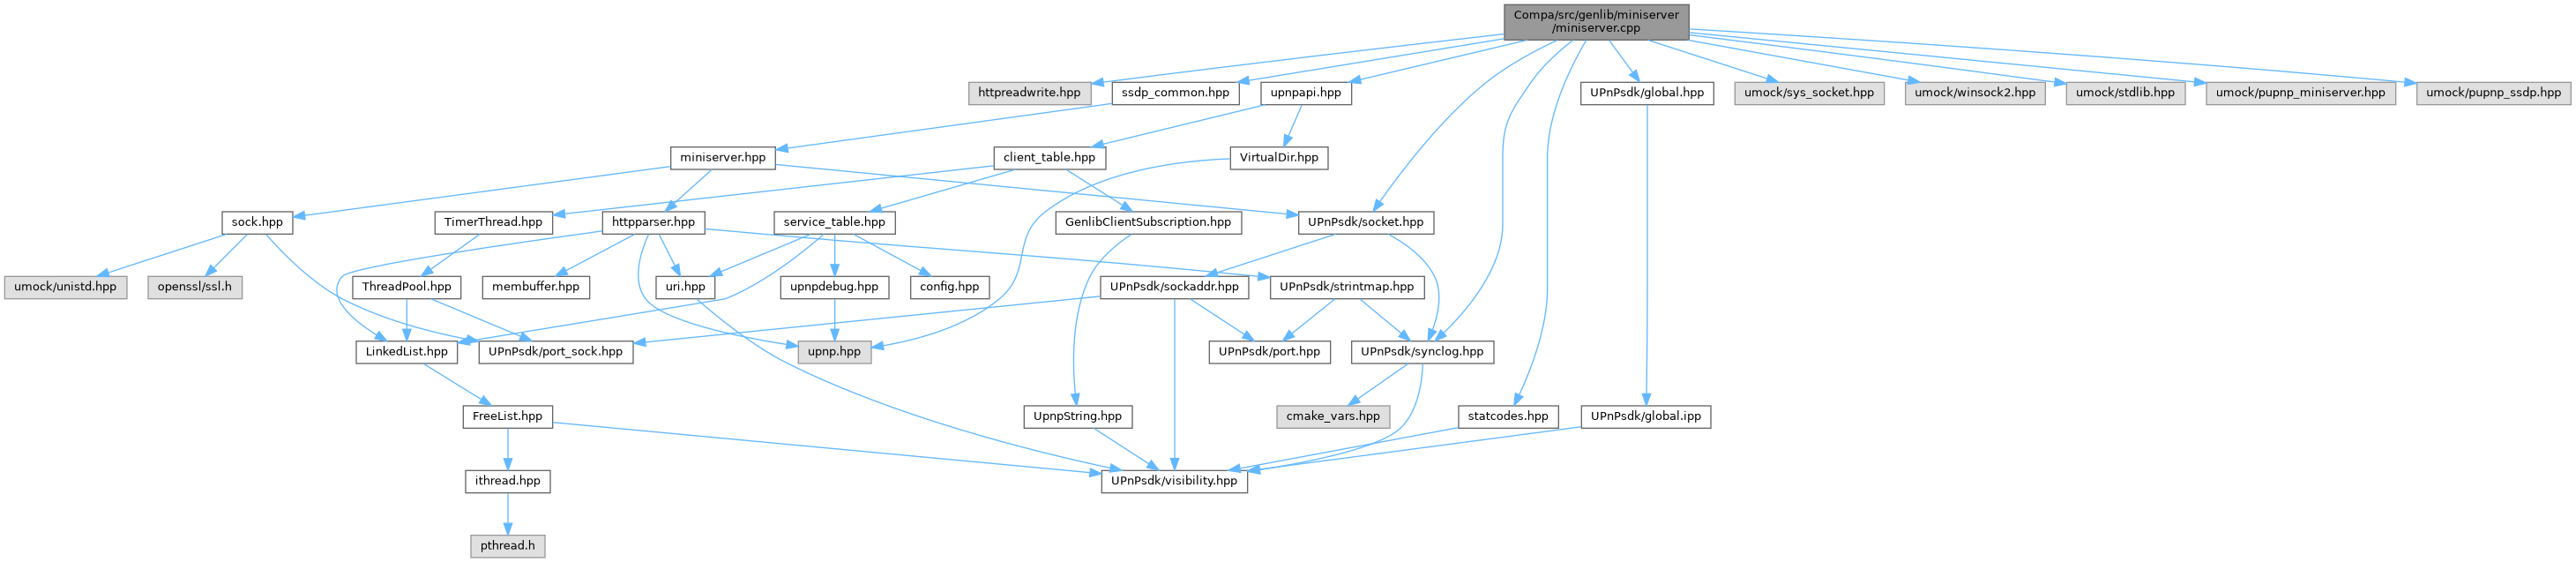 Compa/src/genlib/miniserver
/miniserver.cpp
httpreadwrite.hpp
ssdp_common.hpp
upnpapi.hpp
UPnPsdk/global.hpp
umock/sys_socket.hpp
umock/winsock2.hpp
umock/stdlib.hpp
umock/pupnp_miniserver.hpp
umock/pupnp_ssdp.hpp
miniserver.hpp
client_table.hpp
VirtualDir.hpp
sock.hpp
TimerThread.hpp
httpparser.hpp
service_table.hpp
GenlibClientSubscription.hpp
UPnPsdk/socket.hpp
umock/unistd.hpp
openssl/ssl.h
ThreadPool.hpp
membuffer.hpp
uri.hpp
upnpdebug.hpp
config.hpp
UPnPsdk/sockaddr.hpp
UPnPsdk/strintmap.hpp
LinkedList.hpp
UPnPsdk/port_sock.hpp
upnp.hpp
UPnPsdk/port.hpp
UPnPsdk/synclog.hpp
FreeList.hpp
UpnpString.hpp
cmake_vars.hpp
statcodes.hpp
UPnPsdk/global.ipp
ithread.hpp
UPnPsdk/visibility.hpp
pthread.h